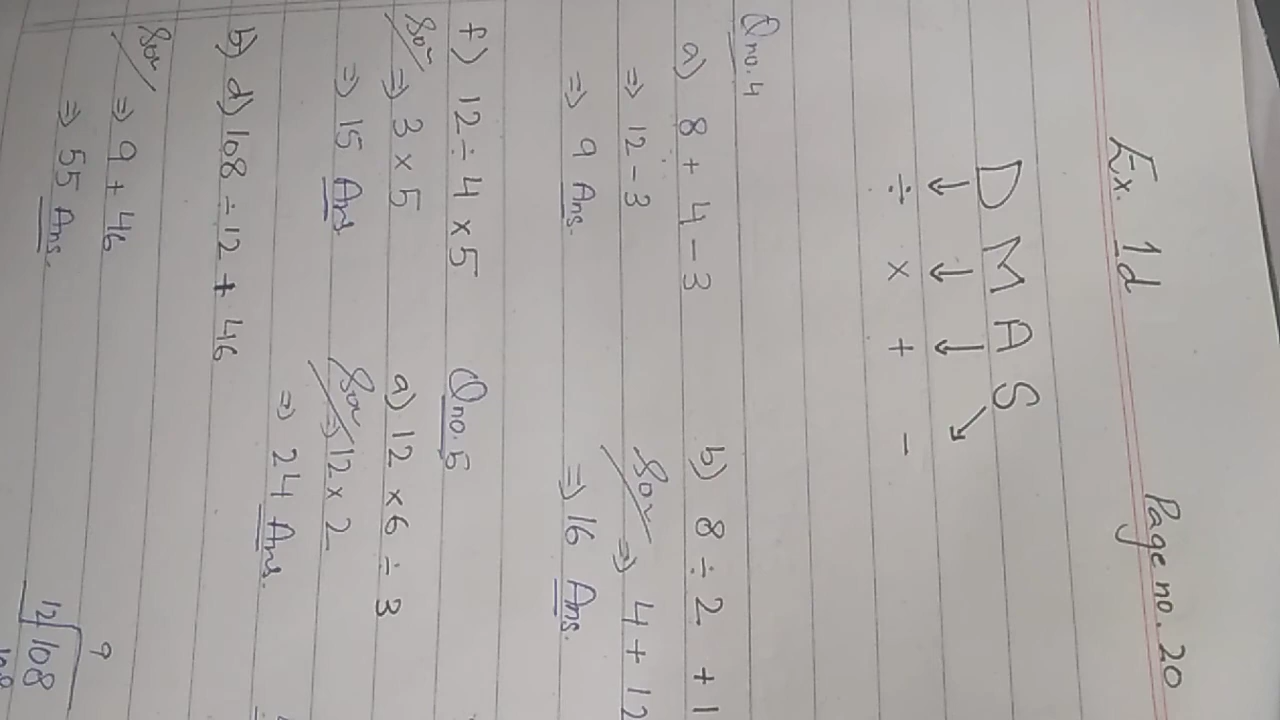 Ex. 1d Page no. 20
D M A S
↓ ↓ ↓ ↘
÷ × + -
Qno. 4
a) 8 + 4 - 3
⇒ 12 - 3
⇒ 9 Ans.
b) 8 ÷ 2 + 1
Sol ⇒ 4 + 12
⇒ 16 Ans.
f) 12 ÷ 4 × 5
Sol ⇒ 3 × 5
⇒ 15 Ans
Qno. 5
a) 12 × 6 ÷ 3
Sol ⇒ 12 × 2
⇒ 24 Ans.
b) d) 108 ÷ 12 + 46
Sol ⇒ 9 + 46
⇒ 55 Ans.
9
12 108